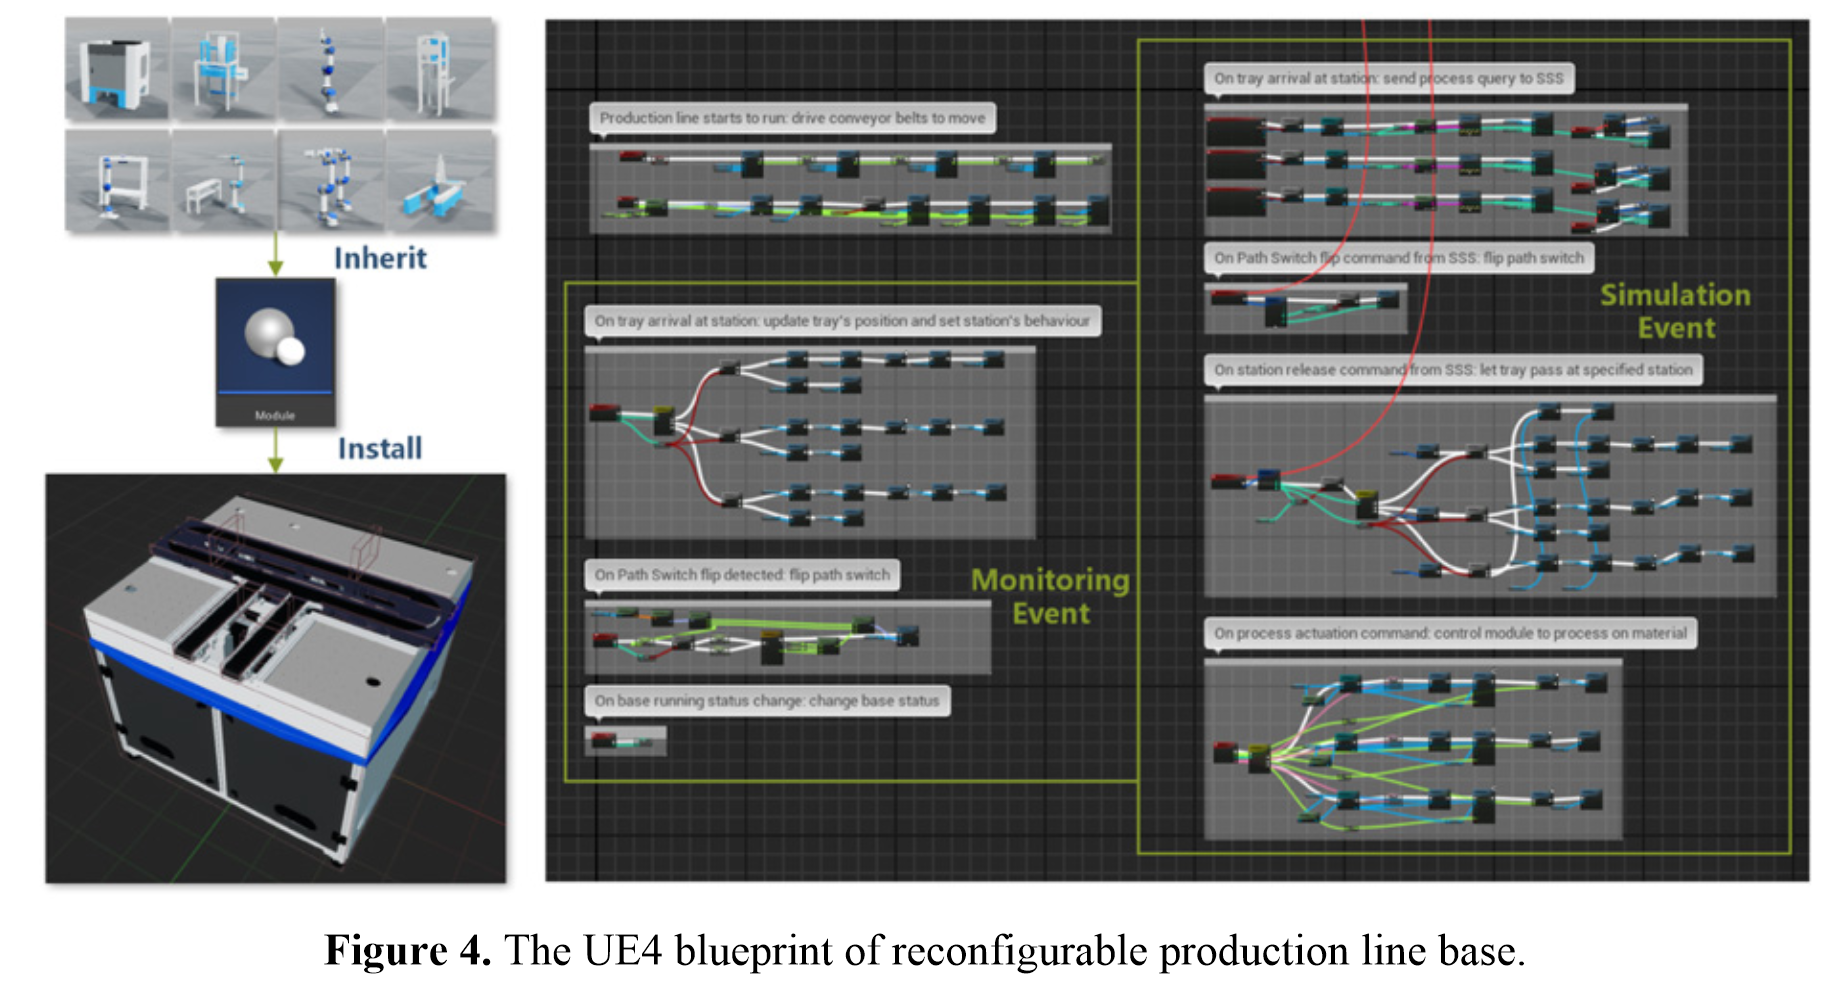 Inherit
Module
Install
Production line starts to run: drive conveyor belts to move
On tray arrival at station: update tray's position and set station's behaviour
On Path Switch flip detected: flip path switch
Monitoring
Event
On base running status change: change base status
On tray arrival at station: send process query to SSS
On Path Switch flip command from SSS: flip path switch
Simulation
Event
On station release command from SSS: let tray pass at specified station
On process actuation command: control module to process on material
Figure 4. The UE4 blueprint of reconfigurable production line base.